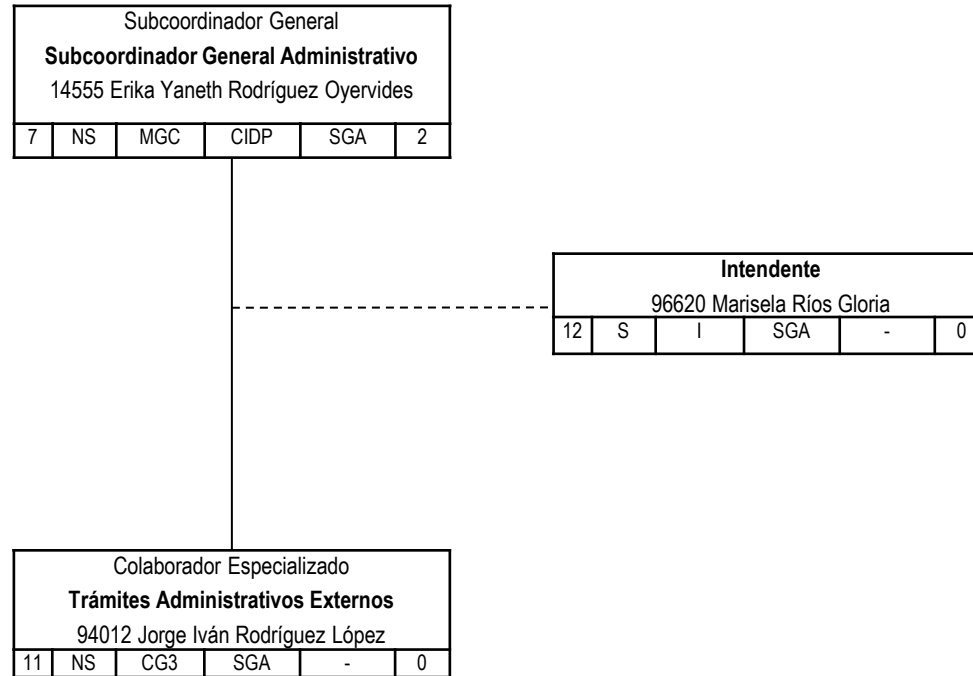 Subcoordinador General
Subcoordinador General Administrativo
14555 Erika Yaneth Rodríguez Oyervides
7 NS MGC CIDP SGA 2
Intendente
96620 Marisela Ríos Gloria
12 S I SGA - 0
Colaborador Especializado
Trámites Administrativos Externos
94012 Jorge Iván Rodríguez López
11 NS CG3 SGA - 0